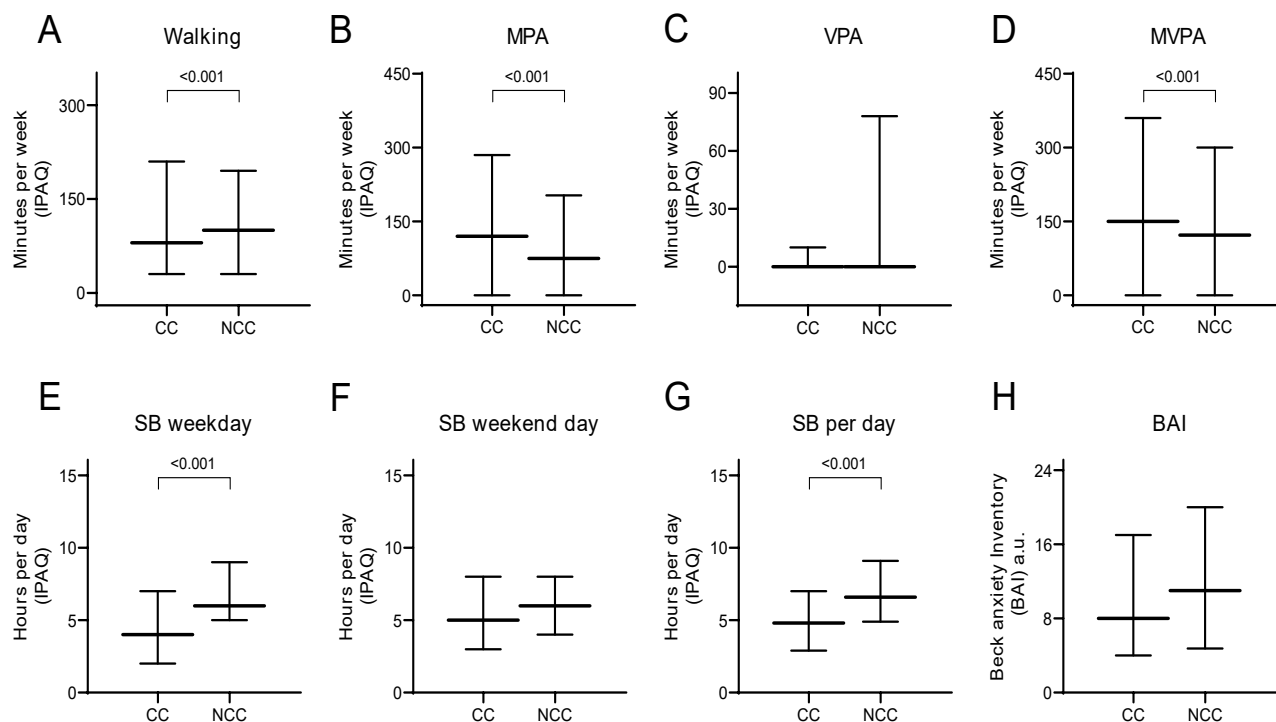 A
Walking
Minutes per week
(IPAQ)
300
150
0
<0.001
CC NCC
B
MPA
Minutes per week
(IPAQ)
450
300
150
0
<0.001
CC NCC
C
VPA
Minutes per week
(IPAQ)
90
60
30
0
CC NCC
D
MVPA
Minutes per week
(IPAQ)
450
300
150
0
<0.001
CC NCC
E
SB weekday
Hours per day
(IPAQ)
15
10
5
0
<0.001
CC NCC
F
SB weekend day
Hours per day
(IPAQ)
15
10
5
0
CC NCC
G
SB per day
Hours per day
(IPAQ)
15
10
5
0
<0.001
CC NCC
H
BAI
Beck anxiety Inventory
(BAI) a.u.
24
16
8
0
CC NCC